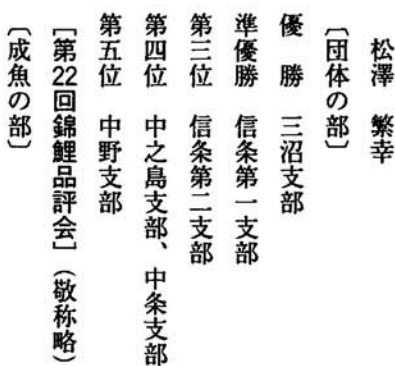 松澤　繁幸
〔団体の部〕
優　勝　三沼支部
準優勝　信条第一支部
第三位　信条第二支部
第四位　中之島支部、中条支部
第五位　中野支部
［第22回錦鯉品評会］（敬称略）
〔成魚の部〕